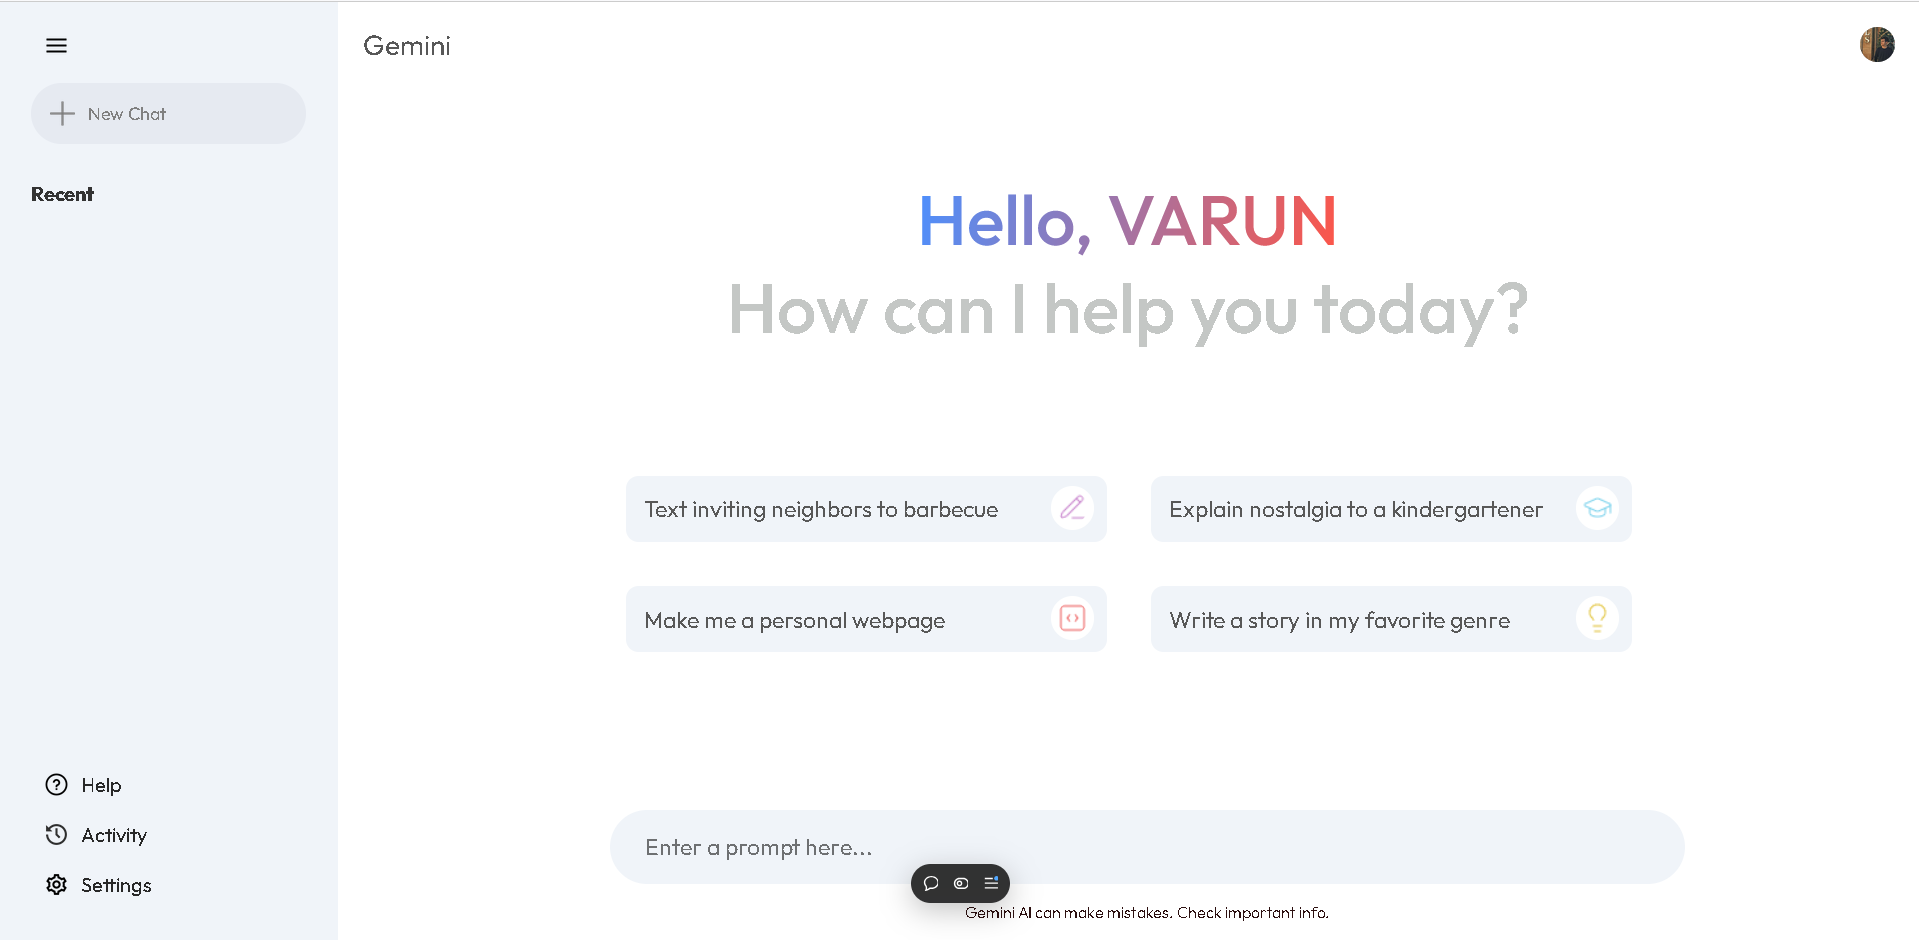 Gemini
New Chat
Recent
Hello, VARUN
How can I help you today?
Text inviting neighbors to barbecue
Explain nostalgia to a kindergartener
Make me a personal webpage
Write a story in my favorite genre
Help
Activity
Settings
Enter a prompt here...
Gemini AI can make mistakes. Check important info.